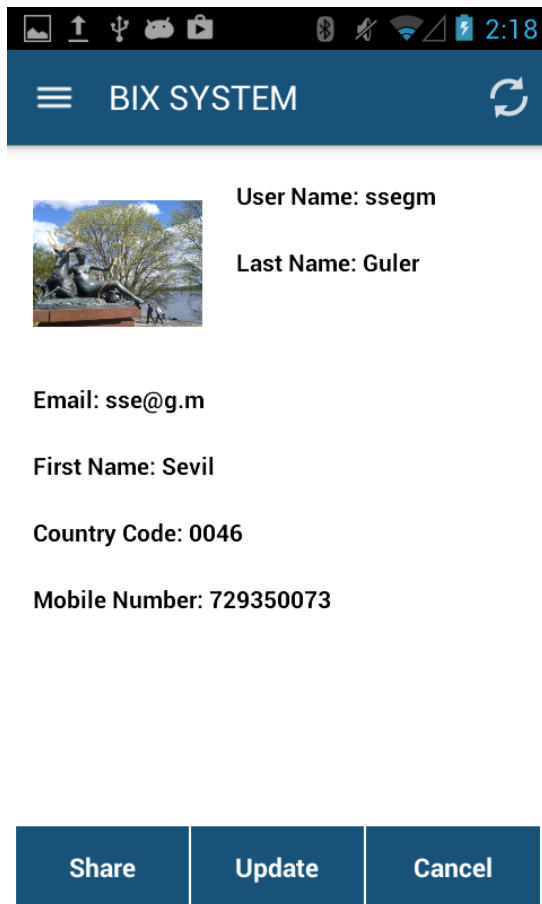 2:18
BIX SYSTEM
User Name: ssegm
Last Name: Guler
Email: sse@g.m
First Name: Sevil
Country Code: 0046
Mobile Number: 729350073
Share Update Cancel